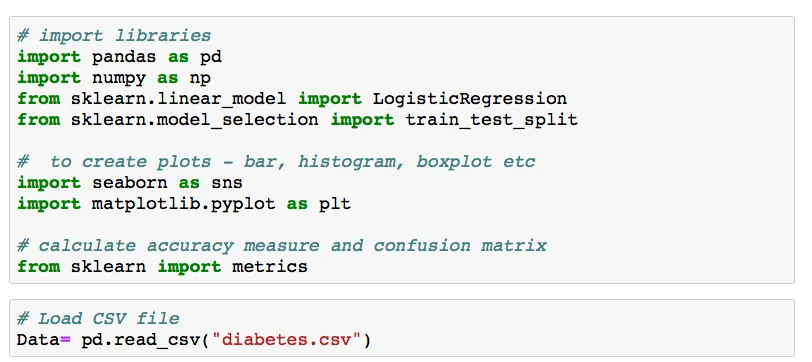 # import libraries
import pandas as pd
import numpy as np
from sklearn.linear_model import LogisticRegression
from sklearn.model_selection import train_test_split
#  to create plots - bar, histogram, boxplot etc
import seaborn as sns
import matplotlib.pyplot as plt
# calculate accuracy measure and confusion matrix
from sklearn import metrics
# Load CSV file
Data= pd.read_csv("diabetes.csv")